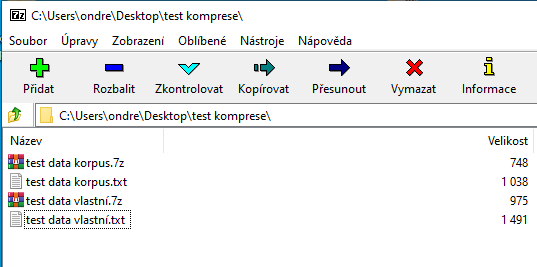 7z C:\Users\ondre\Desktop\test komprese\
Soubor Úpravy Zobrazení Oblíbené Nástroje Nápověda
Přidat Rozbalit Zkontrolovat Kopírovat Přesunout Vymazat Informace
C:\Users\ondre\Desktop\test komprese\
Název Velikost
test data korpus.7z 748
test data korpus.txt 1 038
test data vlastní.7z 975
test data vlastní.txt 1 491